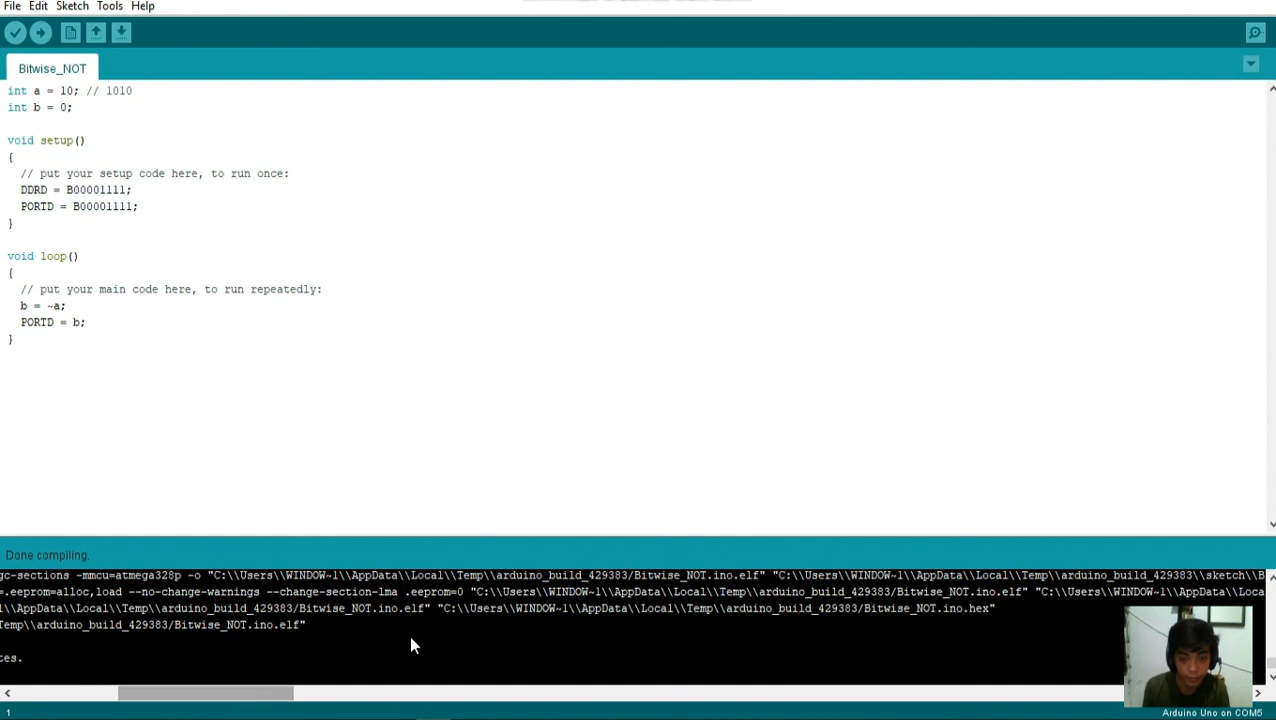 File Edit Sketch Tools Help
Bitwise_NOT
int a = 10; // 1010
int b = 0;
void setup()
{
// put your setup code here, to run once:
DDRD = B00001111;
PORTD = B00001111;
}
void loop()
{
// put your main code here, to run repeatedly:
b = ~a;
PORTD = b;
}
Done compiling.
gc-sections -mmcu=atmega328p -o "C:\\Users\\WINDOW~1\\AppData\\Local\\Temp\\arduino_build_429383/Bitwise_NOT.ino.elf" "C:\\Users\\WINDOW~1\\AppData\\Local\\Temp\\arduino_build_429383\\sketch\\B
=.eeprom=alloc,load --no-change-warnings --change-section-lma .eeprom=0 "C:\\Users\\WINDOW~1\\AppData\\Local\\Temp\\arduino_build_429383/Bitwise_NOT.ino.elf" "C:\\Users\\WINDOW~1\\AppData\\Loca
l\\AppData\\Local\\Temp\\arduino_build_429383/Bitwise_NOT.ino.elf" "C:\\Users\\WINDOW~1\\AppData\\Local\\Temp\\arduino_build_429383/Bitwise_NOT.ino.hex"
Temp\\arduino_build_429383/Bitwise_NOT.ino.elf"
tes.
1
Arduino Uno on COM5